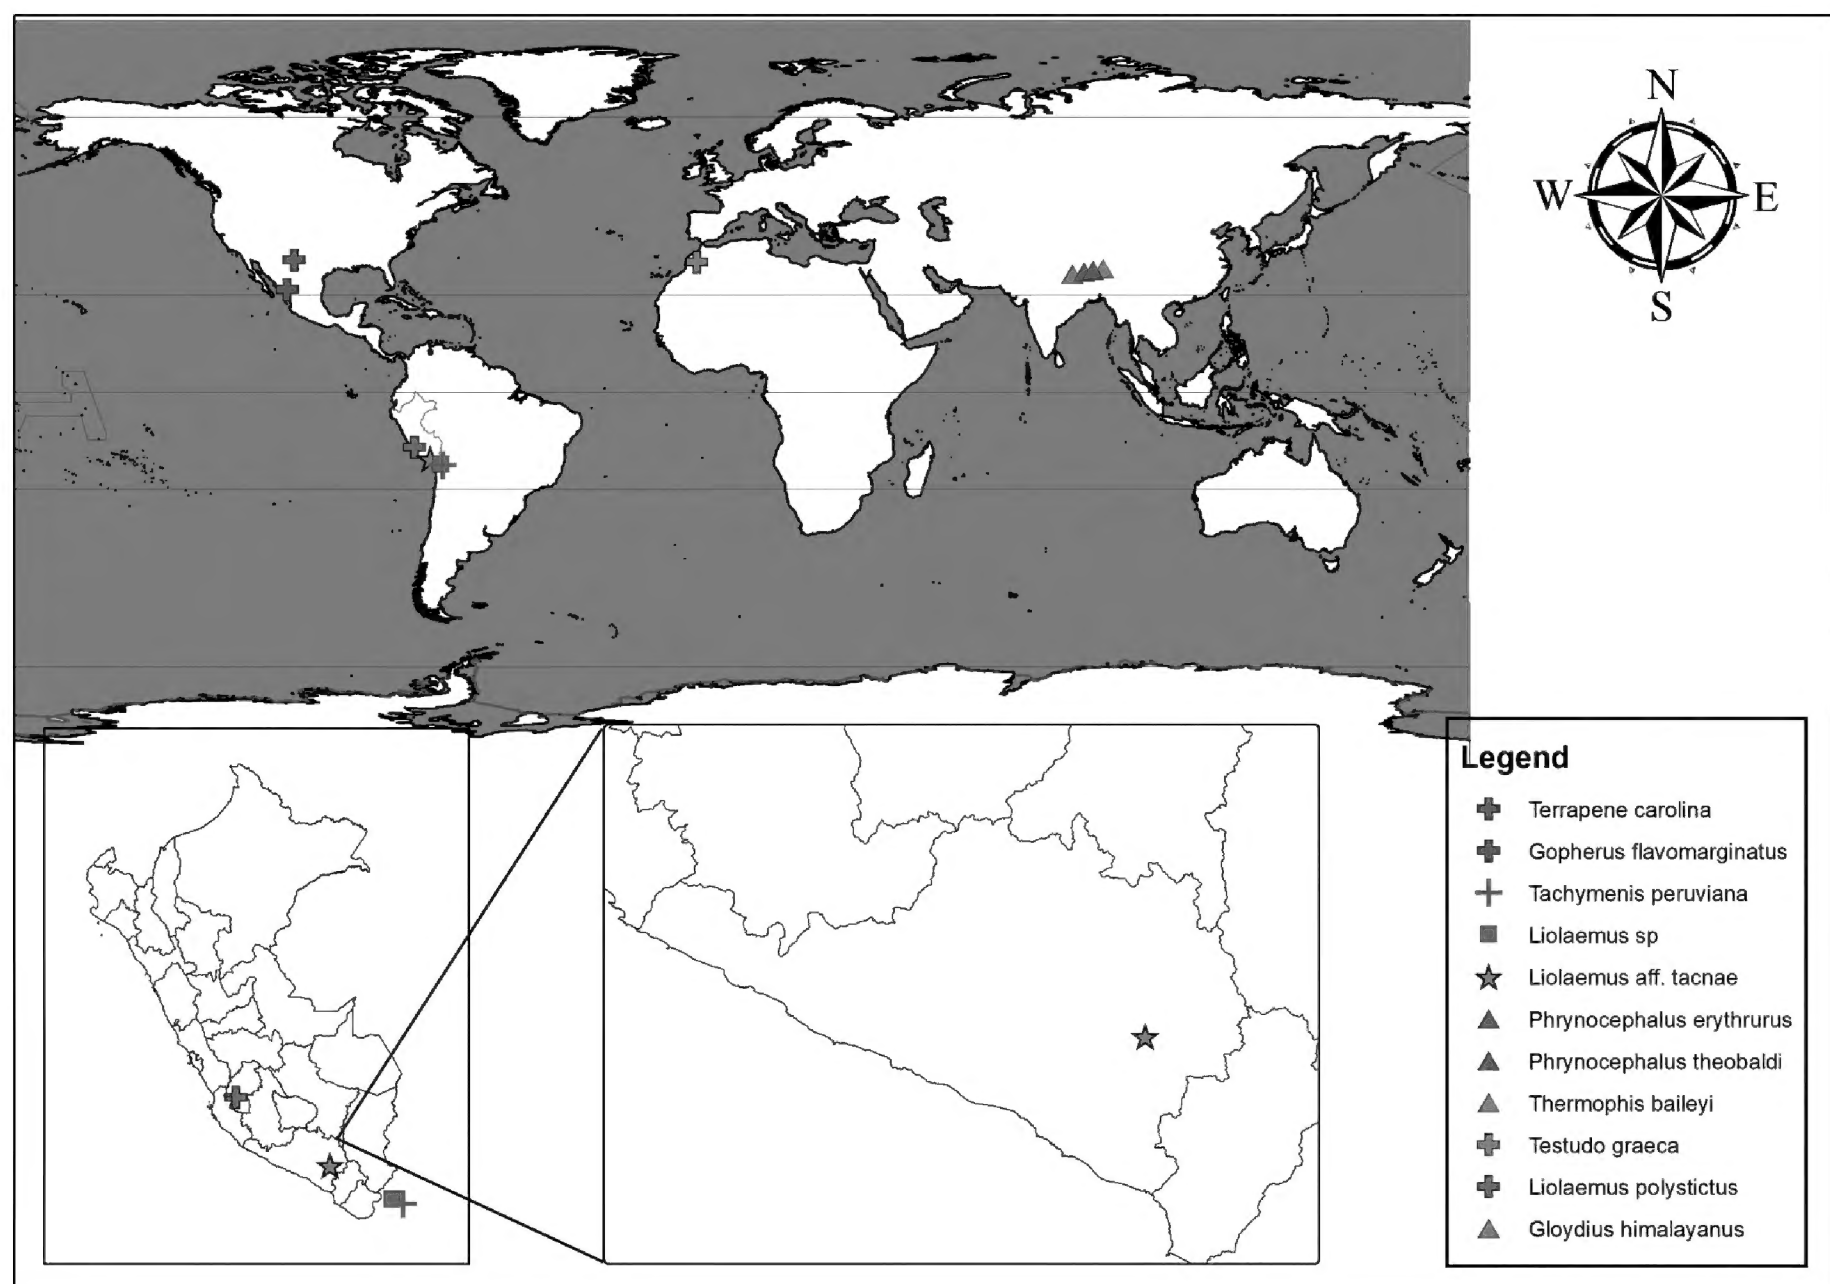 N
W E
S
Legend
Terrapene carolina
Gopherus flavomarginatus
Tachymenis peruviana
Liolaemus sp
Liolaemus aff. tacnae
Phrynocephalus erythrurus
Phrynocephalus theobaldi
Thermophis baileyi
Testudo graeca
Liolaemus polystictus
Gloydius himalayanus